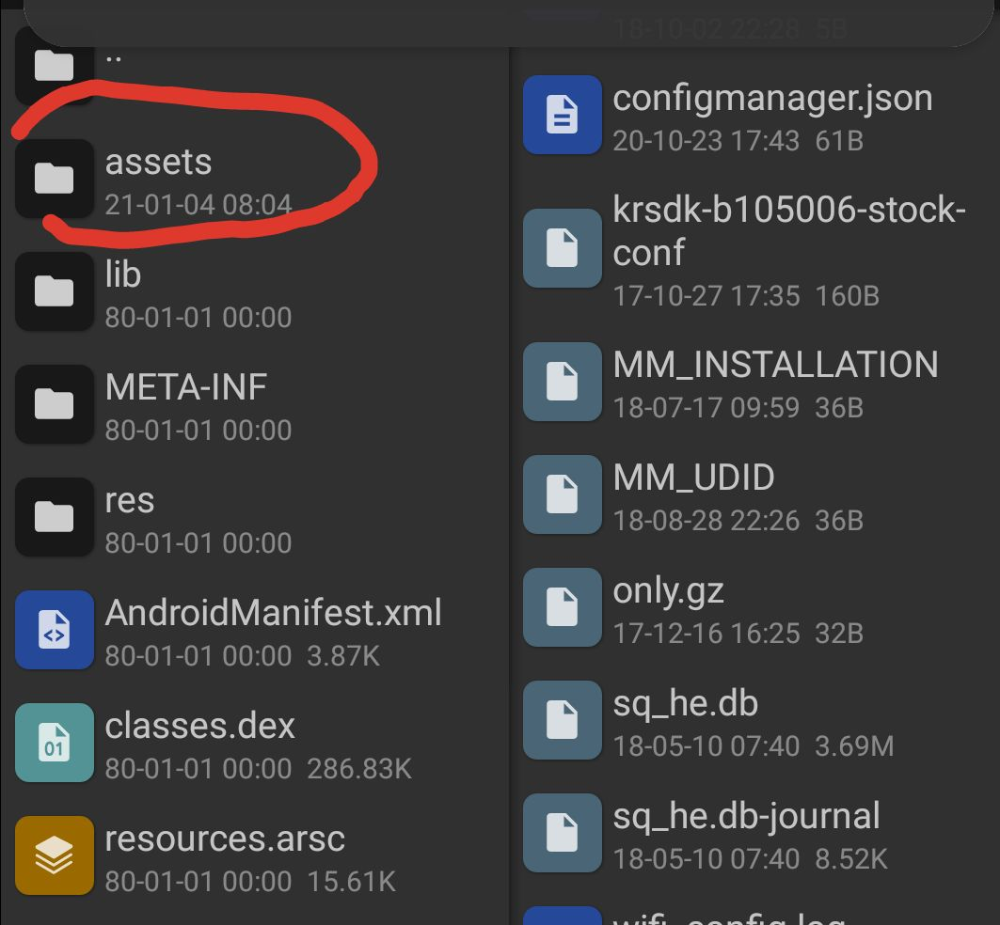 ..
assets
21-01-04 08:04
lib
80-01-01 00:00
META-INF
80-01-01 00:00
res
80-01-01 00:00
AndroidManifest.xml
80-01-01 00:00 3.87K
classes.dex
80-01-01 00:00 286.83K
01
resources.arsc
80-01-01 00:00 15.61K
18-10-02 22:28 5B
configmanager.json
20-10-23 17:43 61B
krsdk-b105006-stock-
conf
17-10-27 17:35 160B
MM_INSTALLATION
18-07-17 09:59 36B
MM_UDID
18-08-28 22:26 36B
only.gz
17-12-16 16:25 32B
sq_he.db
18-05-10 07:40 3.69M
sq_he.db-journal
18-05-10 07:40 8.52K
wifi_config.log